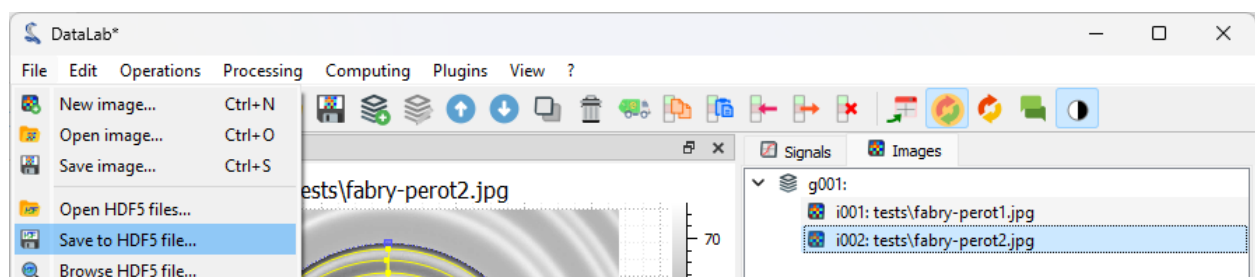 DataLab*
File Edit Operations Processing Computing Plugins View ?
New image... Ctrl+N
Open image... Ctrl+O
Save image... Ctrl+S
Open HDF5 files...
Save to HDF5 file...
Browse HDF5 file...
ests\fabry-perot2.jpg
70
Signals Images
g001:
i001: tests\fabry-perot1.jpg
i002: tests\fabry-perot2.jpg